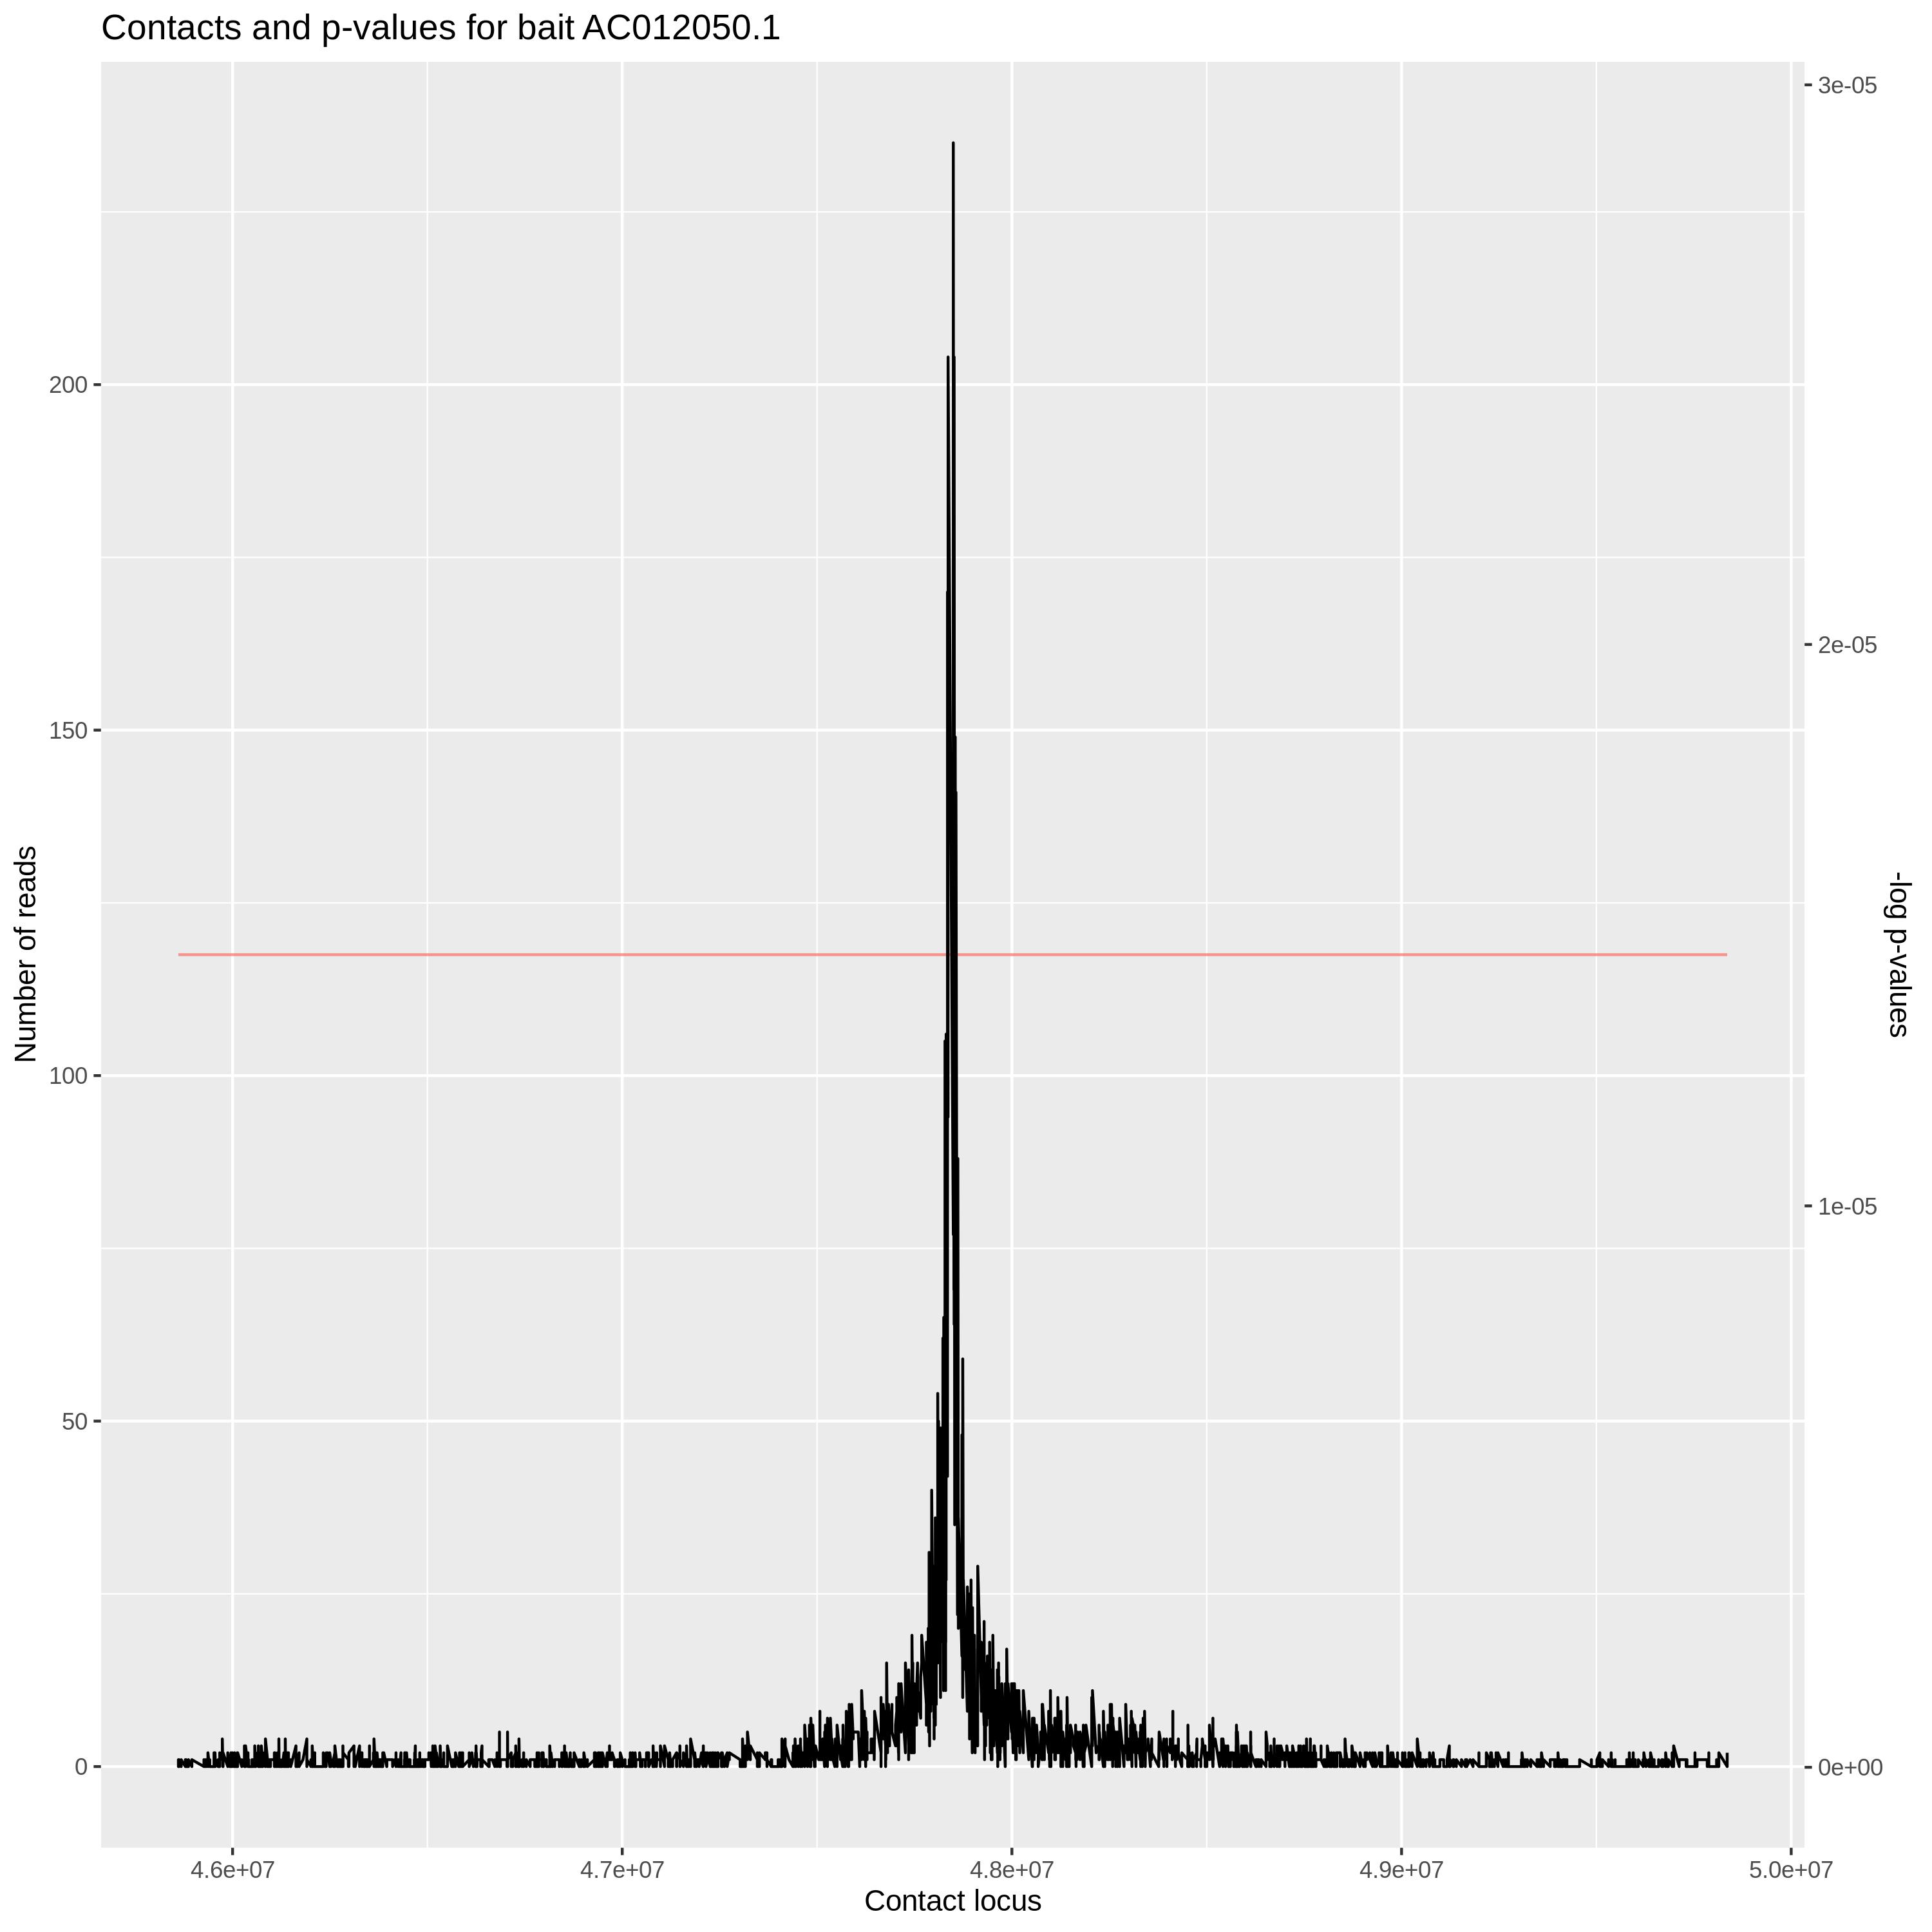 Contacts and p-values for bait AC012050.1
3e-05
200
2e-05
150
Number of reads
-log p-values
100
1e-05
50
0
0e+00
4.6e+07
4.7e+07
4.8e+07
4.9e+07
5.0e+07
Contact locus